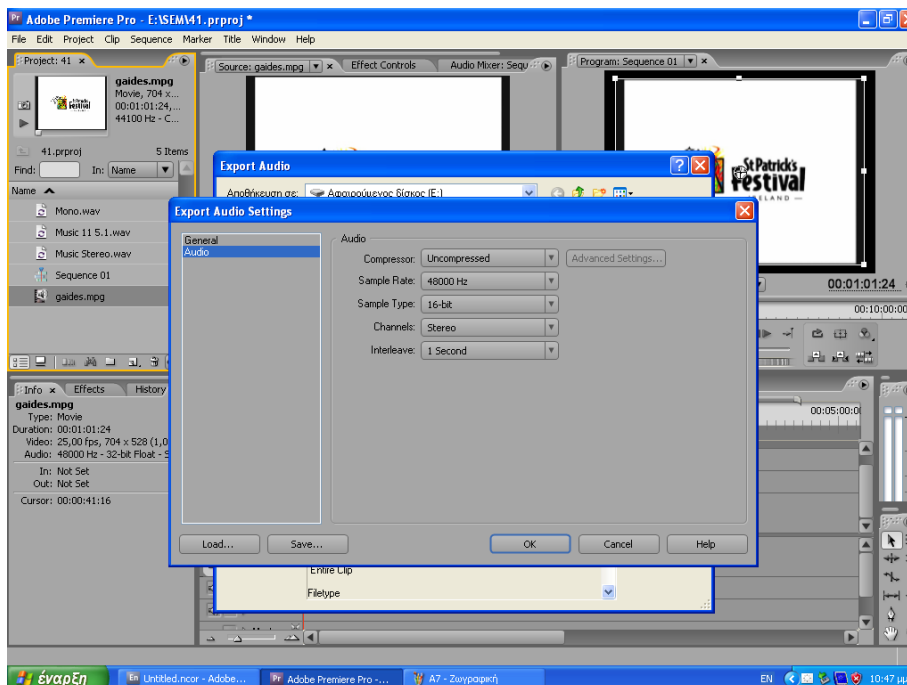 Adobe Premiere Pro - E:\SEM\41.prproj *
File Edit Project Clip Sequence Marker Title Window Help
Project: 41
gaides.mpg
Movie, 704 x...
00:01:01:24,...
44100 Hz - C...
41.prproj 5 Items
Find: In: Name
Name
Mono.wav
Music 11 5.1.wav
Music Stereo.wav
Sequence 01
gaides.mpg
Source: gaides.mpg Effect Controls Audio Mixer: Sequ
Program: Sequence 01
St Patrick's
Festival
00:01:01:24
00:10:00:00
Export Audio
Αποθήκευση σε: Αφαιρούμενος δίσκος (E:)
Export Audio Settings
General
Audio
Audio
Compressor: Uncompressed Advanced Settings...
Sample Rate: 48000 Hz
Sample Type: 16-bit
Channels: Stereo
Interleave: 1 Second
Load... Save... OK Cancel Help
Entire Clip
Filetype
Info Effects History
gaides.mpg
Type: Movie
Duration: 00:01:01:24
Video: 25,00 fps, 704 x 528 (1,0
Audio: 48000 Hz - 32-bit Float - S
In: Not Set
Out: Not Set
Cursor: 00:00:41:16
00:05:00:0
έναρξη En Untitled.ncor - Adobe... Adobe Premiere Pro -... A7 - Ζωγραφική EN 10:47 μμ